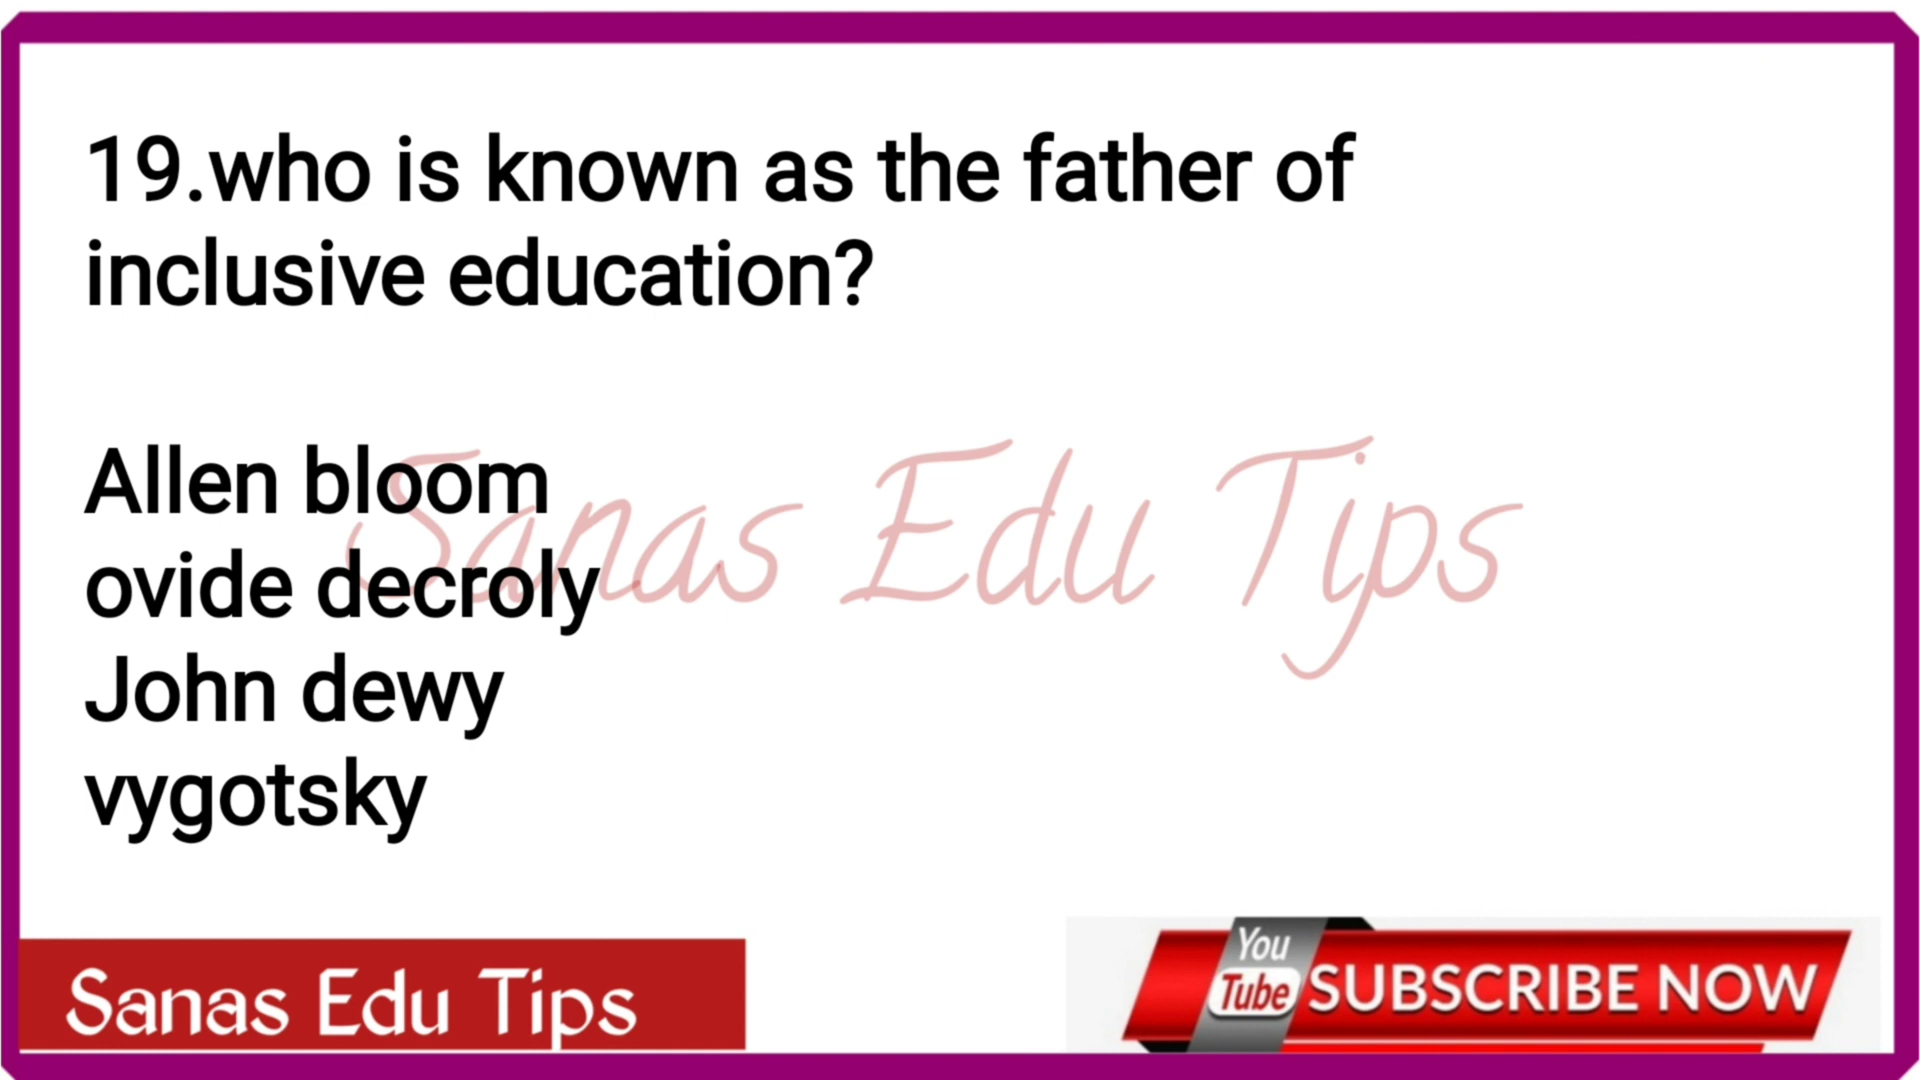 19.who is known as the father of
inclusive education?
Allen bloom
ovide decroly
John dewy
vygotsky
Sanas Edu Tips
Sanas Edu Tips
You
Tube SUBSCRIBE NOW